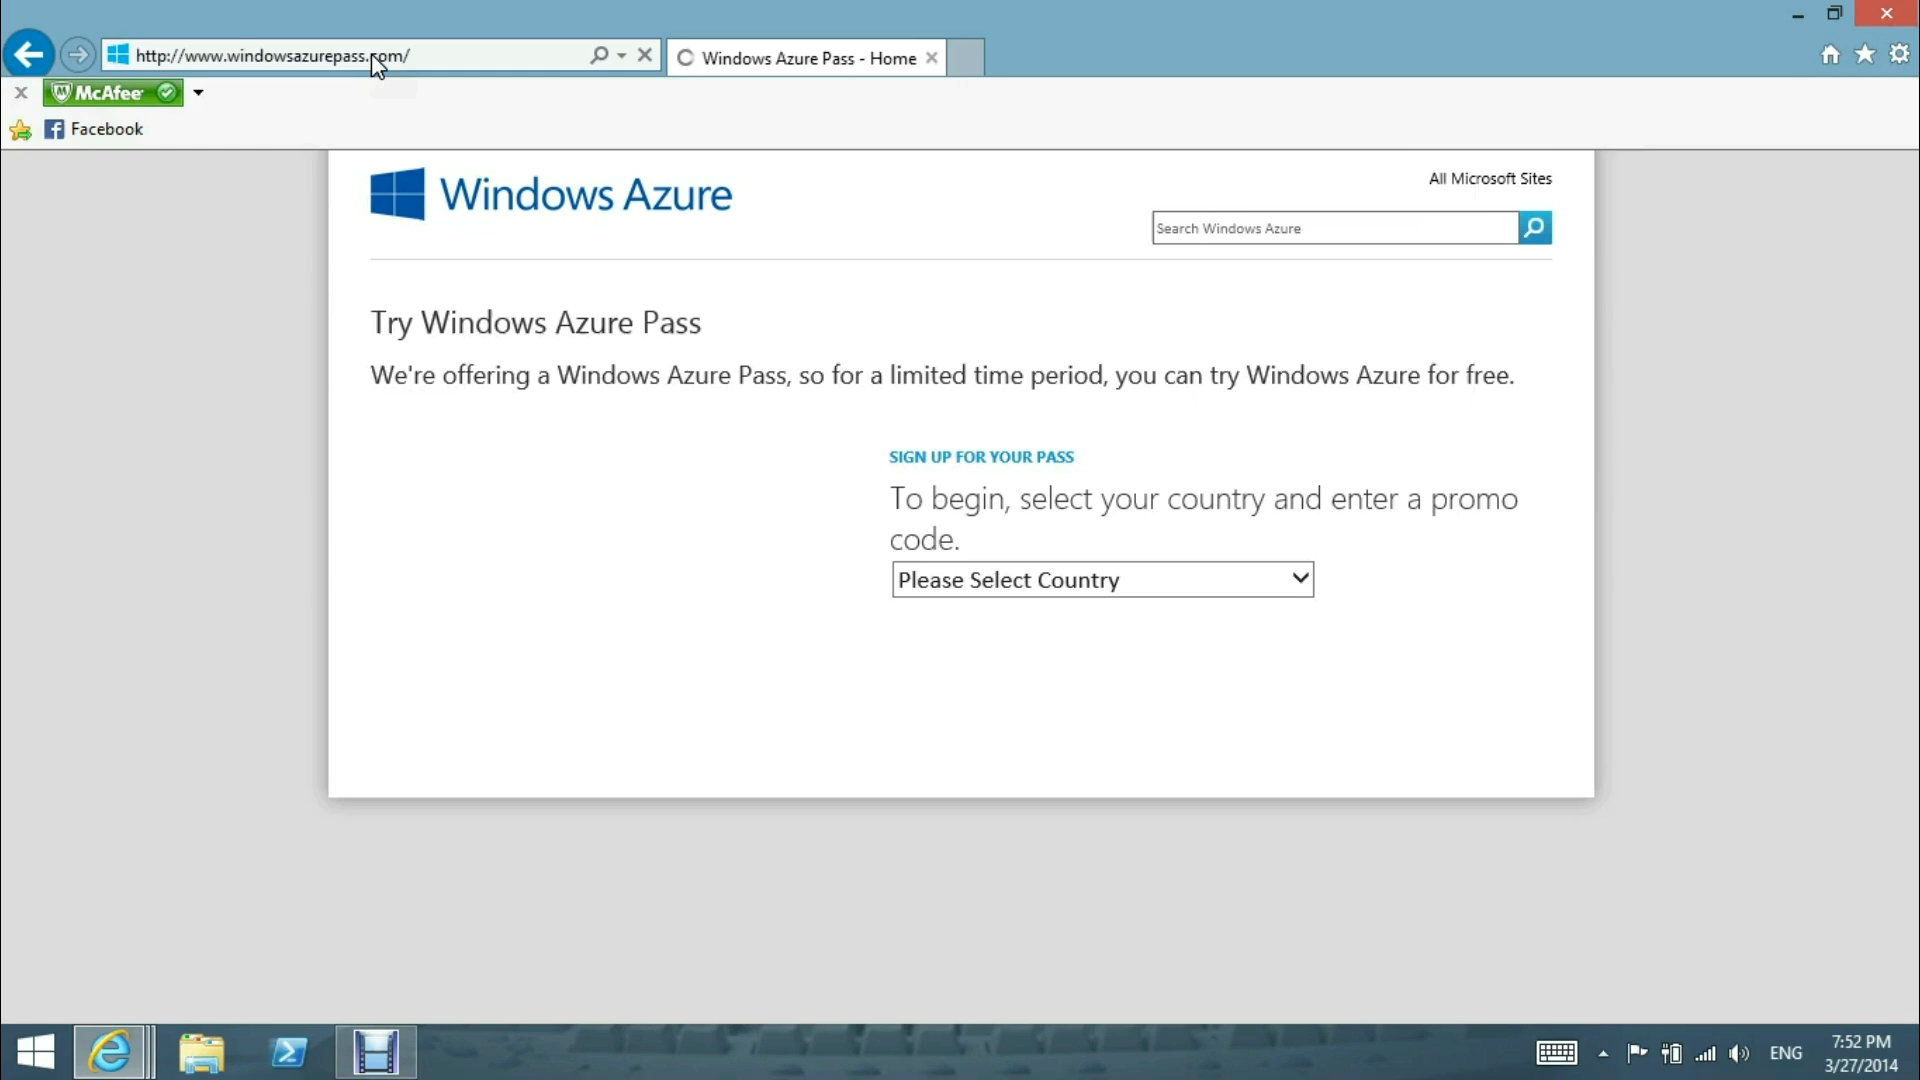 http://www.windowsazurepass.com/
Windows Azure Pass - Home
McAfee
Facebook
Windows Azure
All Microsoft Sites
Search Windows Azure
Try Windows Azure Pass
We're offering a Windows Azure Pass, so for a limited time period, you can try Windows Azure for free.
SIGN UP FOR YOUR PASS
To begin, select your country and enter a promo
code.
Please Select Country
ENG
7:52 PM
3/27/2014